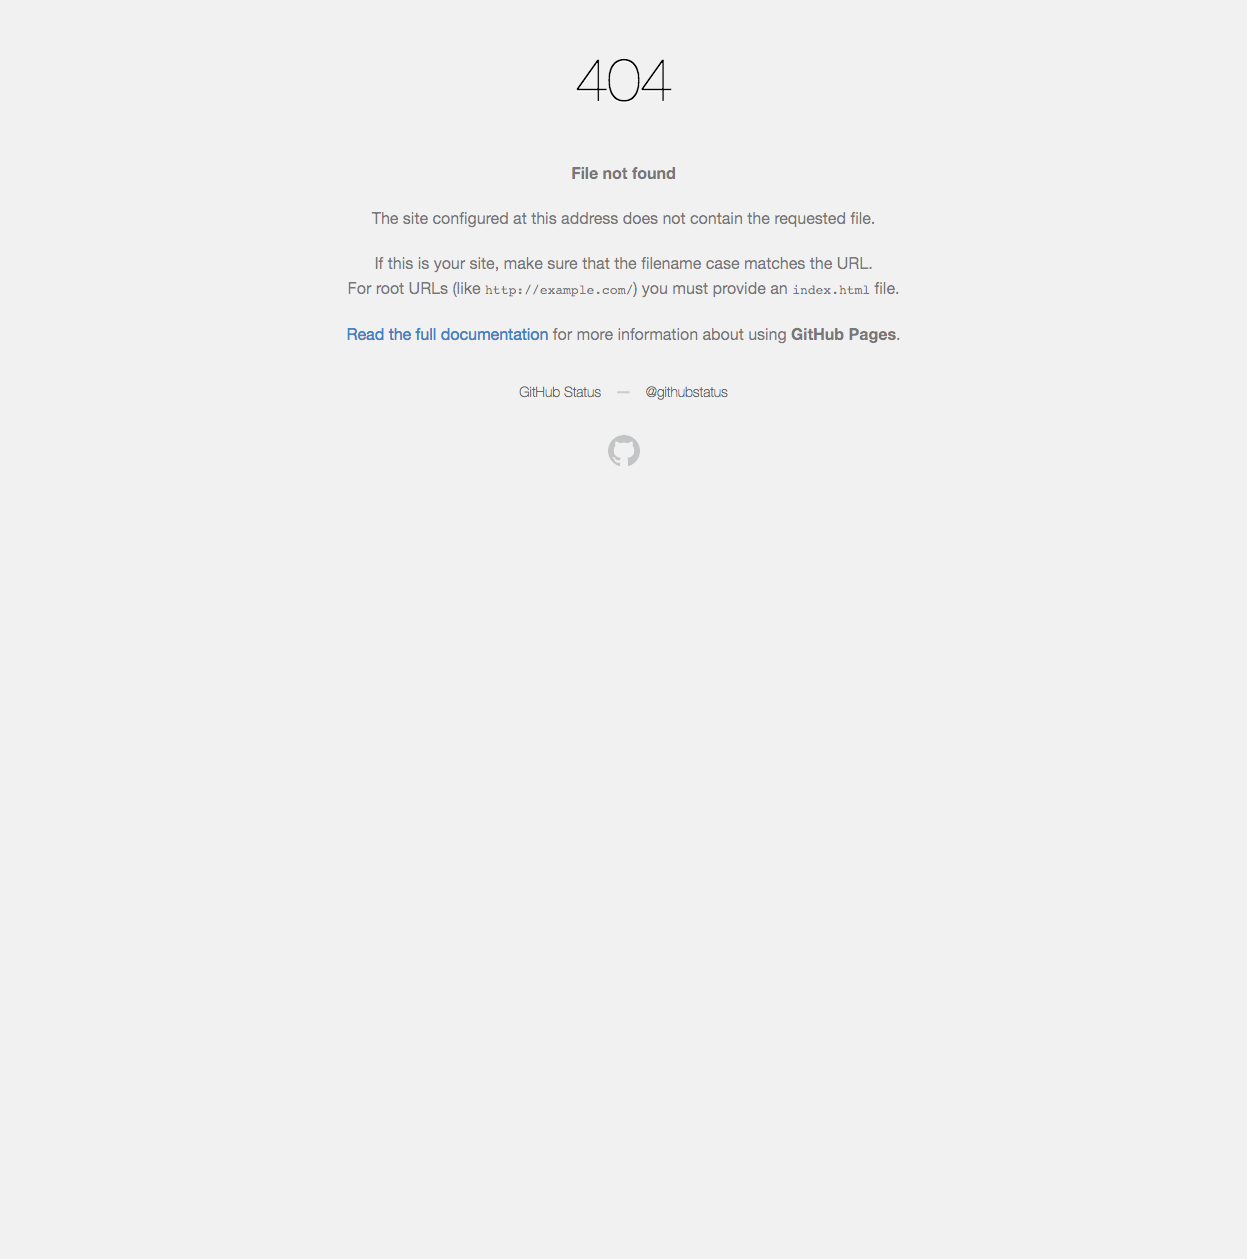 404
File not found
The site configured at this address does not contain the requested file.
If this is your site, make sure that the filename case matches the URL.
For root URLs (like http://example.com/) you must provide an index.html file.
Read the full documentation for more information about using GitHub Pages.
GitHub Status — @githubstatus